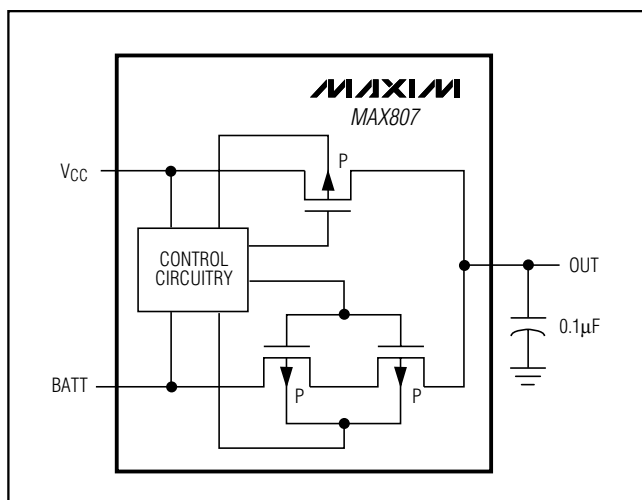 MAXIM
MAX807
P
VCC
CONTROL
CIRCUITRY
OUT
0.1μF
BATT
P
P